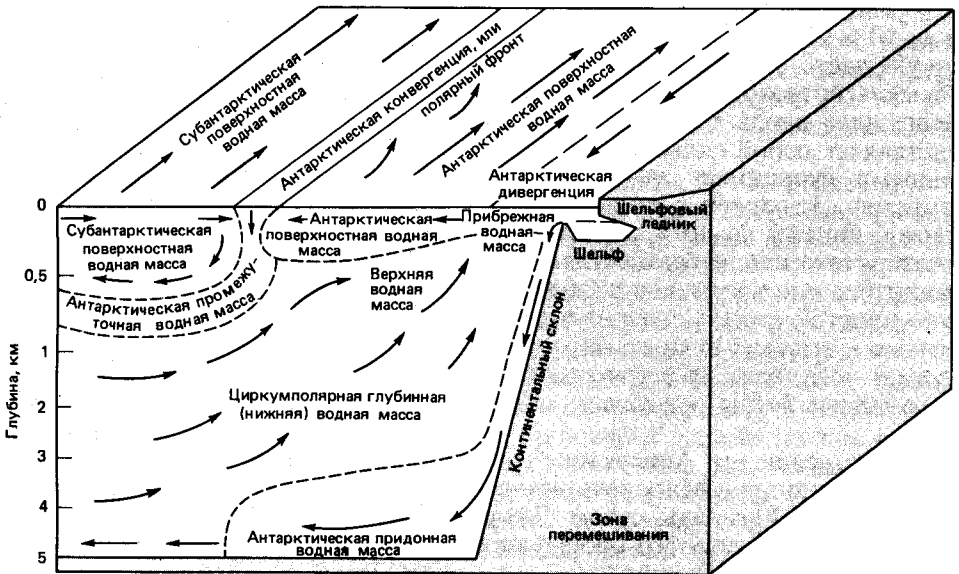 Субантарктическая
поверхностная
водная масса
Антарктическая конвергенция, или
полярный фронт
Антарктическая поверхностная
водная масса
Антарктическая
дивергенция
Шельфовый
ледник
Шельф
Прибрежная
водная
масса
Антарктическая
поверхностная водная
масса
Субантарктическая
поверхностная
водная масса
Антарктическая промежу-
точная водная масса
Верхняя
водная
масса
Циркумполярная глубинная
(нижняя) водная масса
Континентальный склон
Антарктическая придонная
водная масса
Зона
перемешивания
Глубина, км
0
0,5
1
2
3
4
5